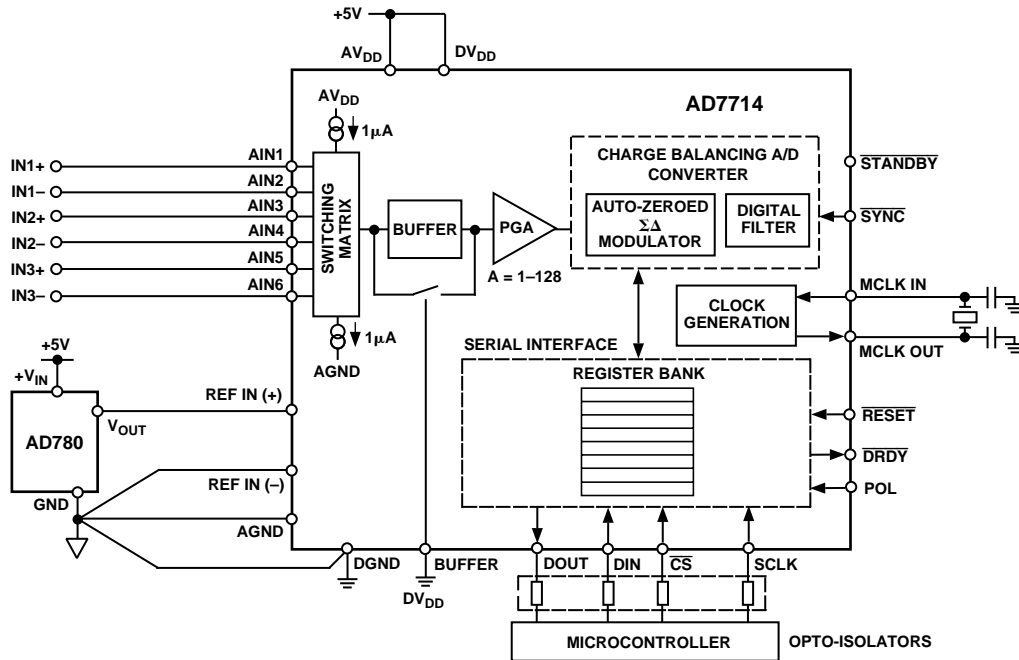 +5V
AVDD
DVDD
AD7714
AVDD
1µA
AIN1
IN1+
AIN2
IN1–
AIN3
IN2+
AIN4
IN2–
AIN5
IN3+
AIN6
IN3–
SWITCHING
MATRIX
BUFFER
PGA
A = 1–128
CHARGE BALANCING A/D
CONVERTER
AUTO-ZEROED
ΣΔ
MODULATOR
DIGITAL
FILTER
STANDBY
SYNC
1µA
AGND
CLOCK
GENERATION
MCLK IN
MCLK OUT
SERIAL INTERFACE
REGISTER BANK
RESET
DRDY
POL
+5V
+VIN
AD780
VOUT
GND
REF IN (+)
REF IN (–)
AGND
DGND
BUFFER
DVDD
DOUT
DIN
CS
SCLK
MICROCONTROLLER
OPTO-ISOLATORS